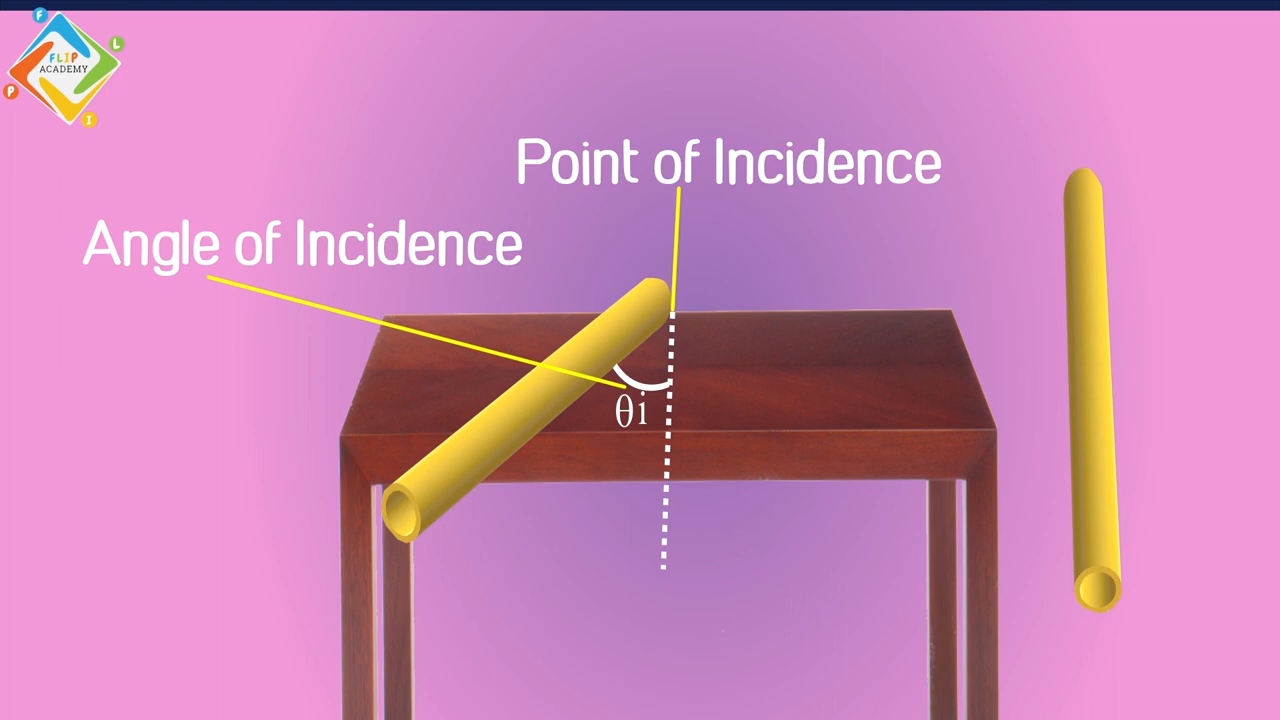 F
L
FLIP
ACADEMY
P
I
Point of Incidence
Angle of Incidence
θi